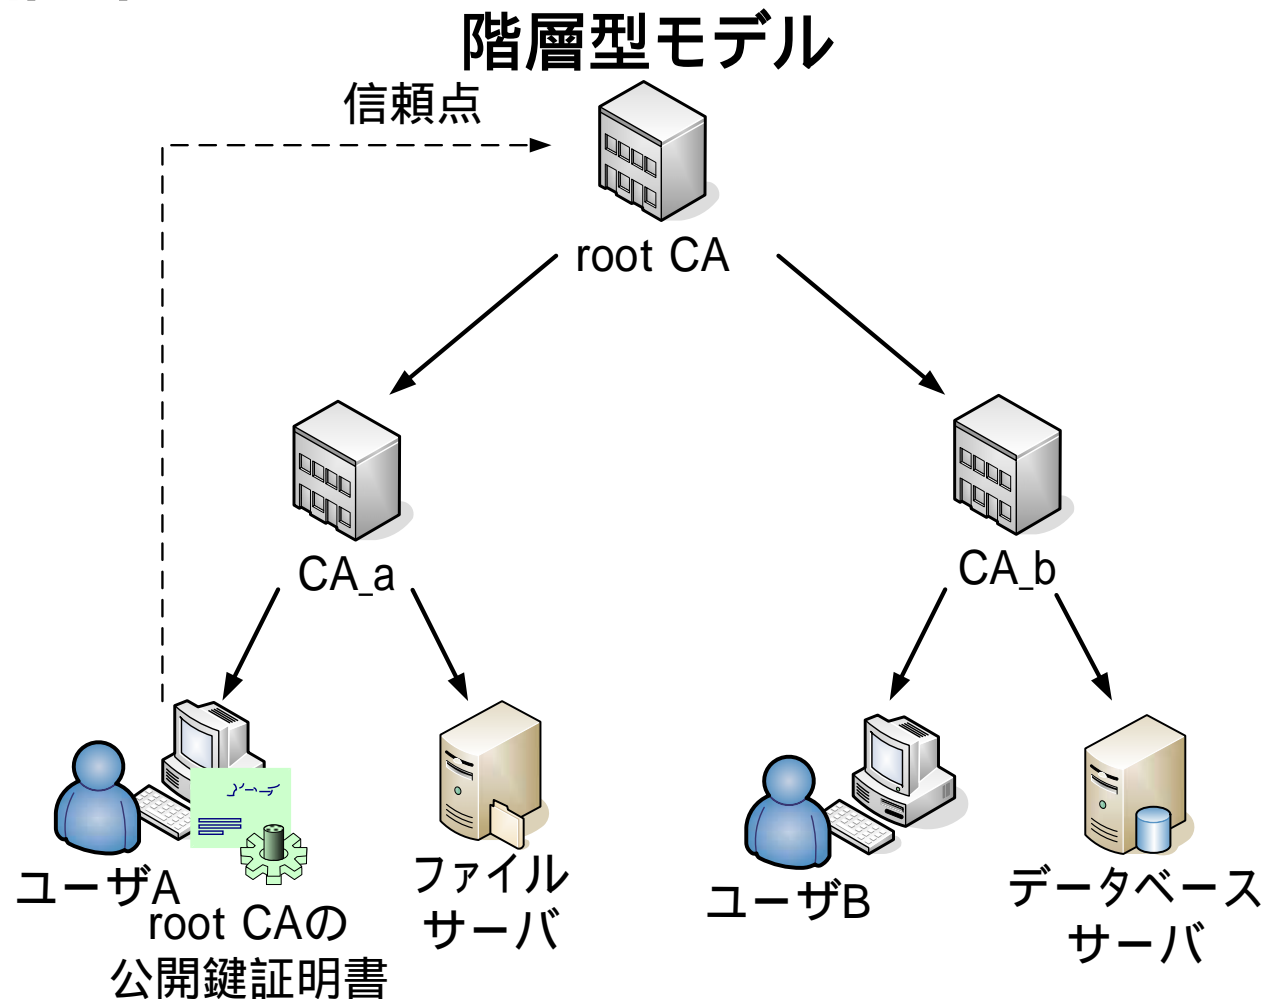 階層型モデル
信頼点
root CA
CA_a
CA_b
ユーザA
root CAの
公開鍵証明書
ファイル
サーバ
ユーザB
データベース
サーバ